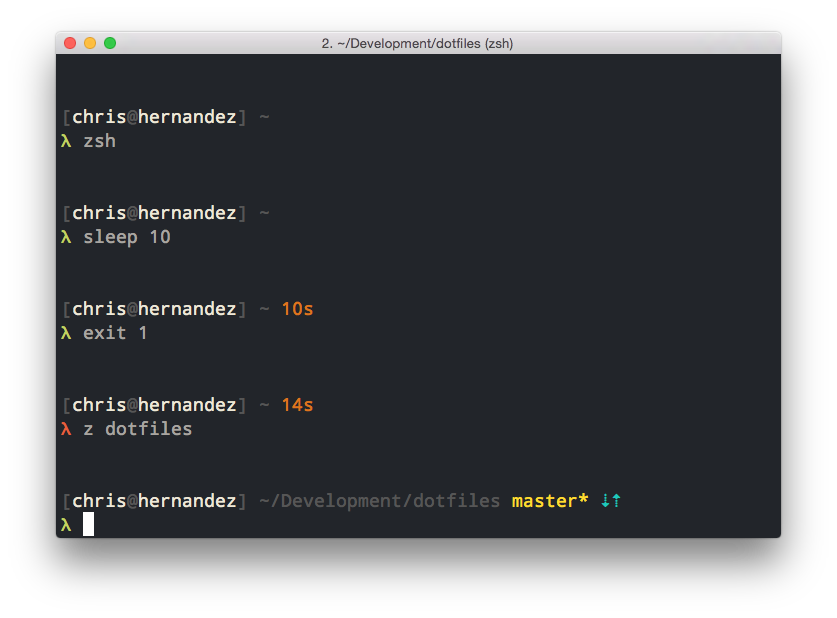 2. ~/Development/dotfiles (zsh)
[chris@hernandez] ~
λ zsh
[chris@hernandez] ~
λ sleep 10
[chris@hernandez] ~ 10s
λ exit 1
[chris@hernandez] ~ 14s
λ z dotfiles
[chris@hernandez] ~/Development/dotfiles master* ⇣⇡
λ